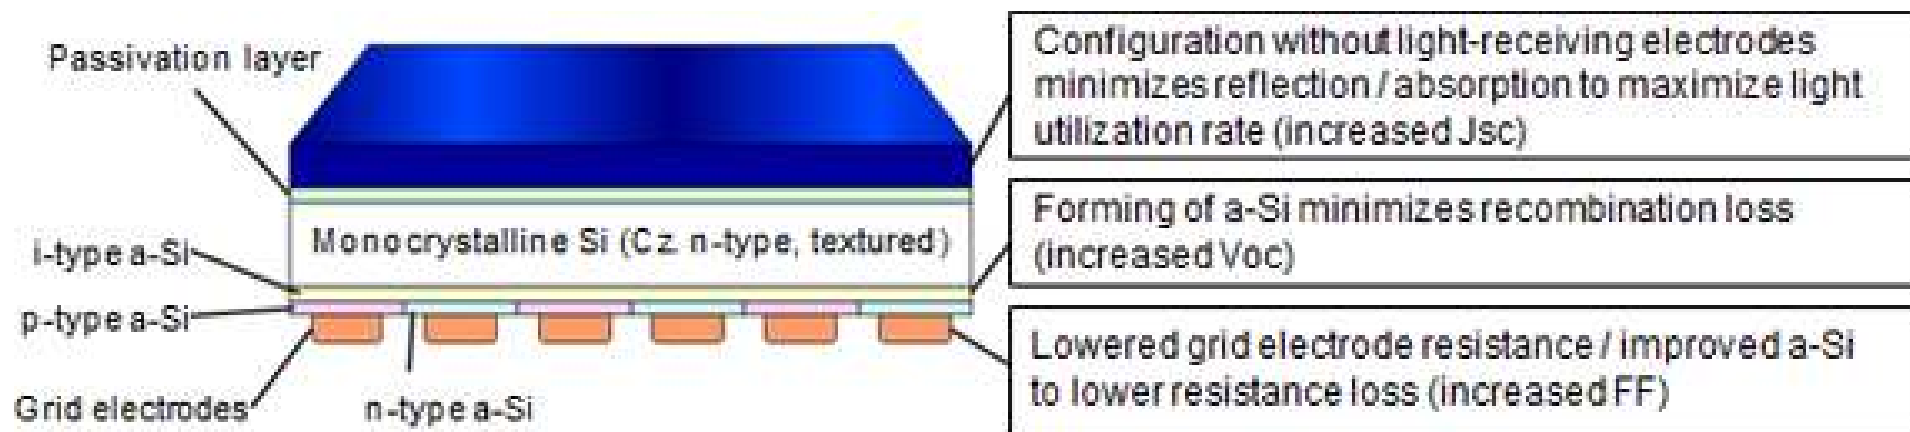 Passivation layer
Monocrystalline Si (Cz n-type, textured)
i-type a-Si
p-type a-Si
Grid electrodes
n-type a-Si
Configuration without light-receiving electrodes
minimizes reflection / absorption to maximize light
utilization rate (increased Jsc)
Forming of a-Si minimizes recombination loss
(increased Voc)
Lowered grid electrode resistance / improved a-Si
to lower resistance loss (increased FF)